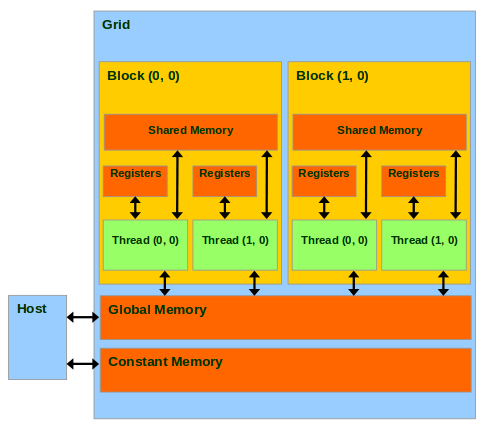 Grid
Block (0, 0)
Block (1, 0)
Shared Memory
Shared Memory
Registers
Registers
Registers
Registers
Thread (0, 0)
Thread (1, 0)
Thread (0, 0)
Thread (1, 0)
Host
Global Memory
Constant Memory